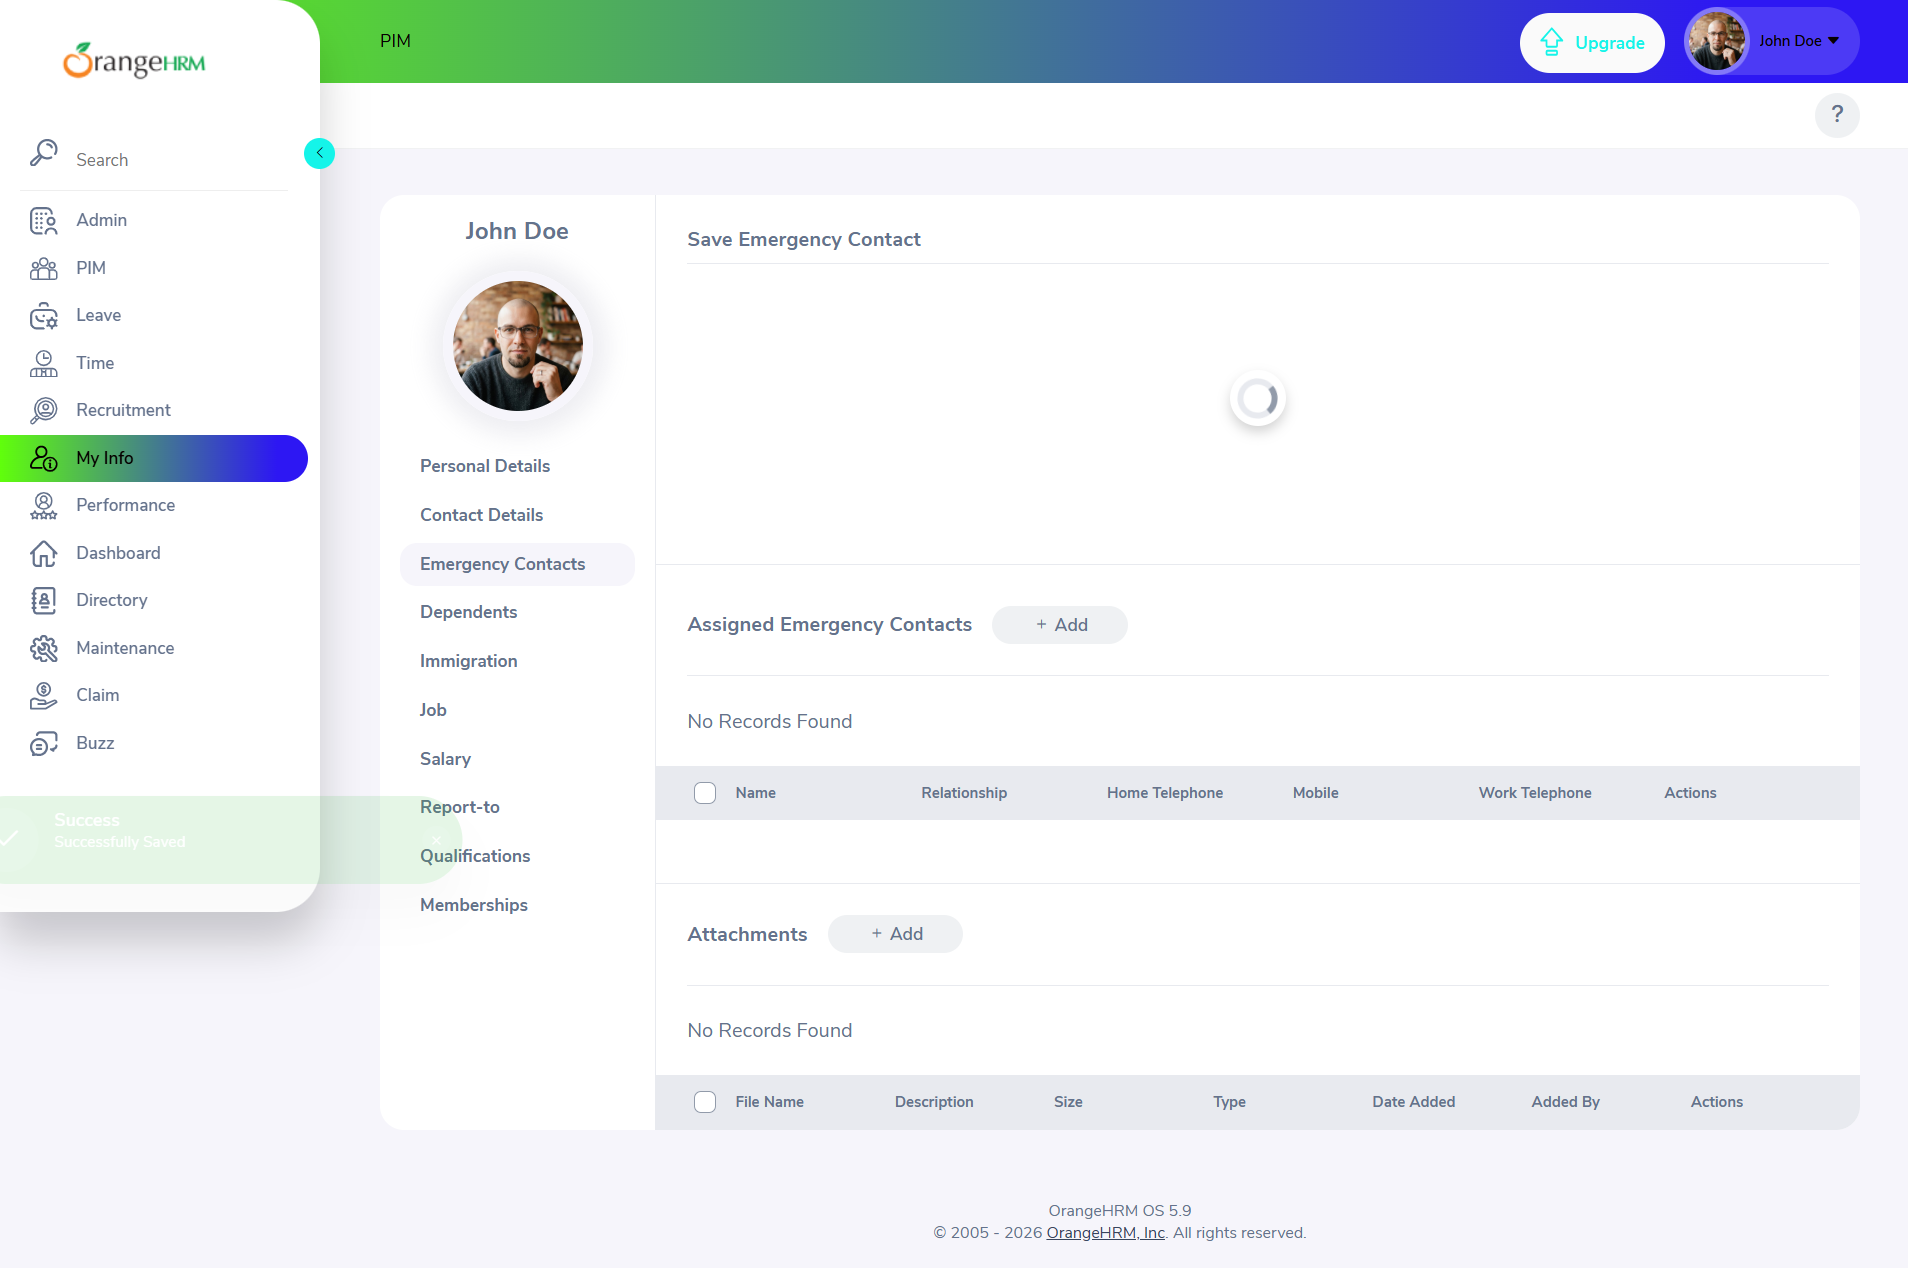 OrangeHRM
PIM
Upgrade
John Doe
?
Search
Admin
PIM
Leave
Time
Recruitment
My Info
Performance
Dashboard
Directory
Maintenance
Claim
Buzz
Success
Successfully Saved
John Doe
Personal Details
Contact Details
Emergency Contacts
Dependents
Immigration
Job
Salary
Report-to
Qualifications
Memberships
Save Emergency Contact
Assigned Emergency Contacts
+ Add
No Records Found
Name Relationship Home Telephone Mobile Work Telephone Actions
Attachments
+ Add
No Records Found
File Name Description Size Type Date Added Added By Actions
OrangeHRM OS 5.9
© 2005 - 2026 OrangeHRM, Inc. All rights reserved.